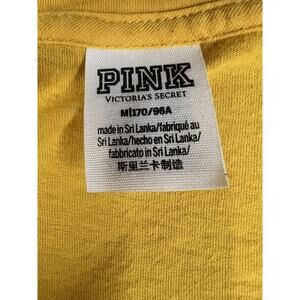 PINK
VICTORIA'S SECRET
M|170/96A
made in Sri Lanka/fabriqué au
Sri Lanka/hecho en Sri Lanka/
fabbricato in Sri Lanka/
斯里兰卡制造